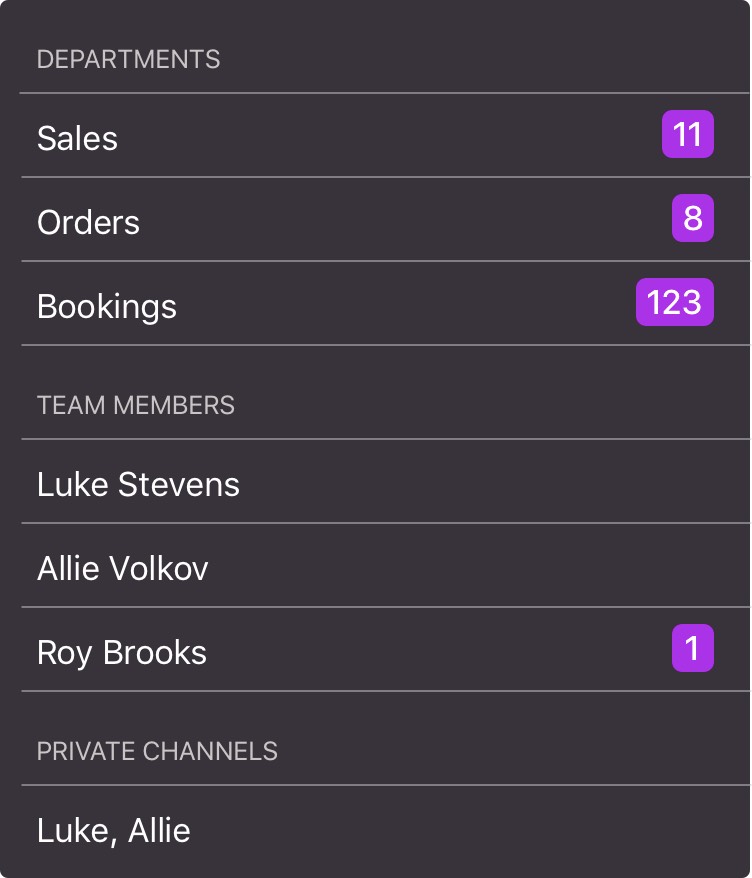 DEPARTMENTS
Sales 11
Orders 8
Bookings 123
TEAM MEMBERS
Luke Stevens
Allie Volkov
Roy Brooks 1
PRIVATE CHANNELS
Luke, Allie